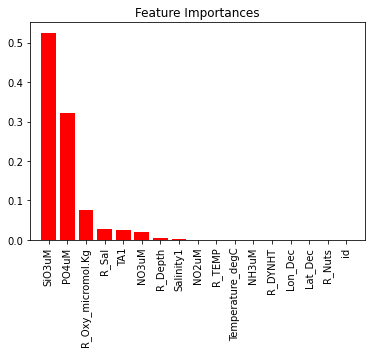 Feature Importances
0.5
0.4
0.3
0.2
0.1
0.0
SiO3uM
PO4uM
R_Oxy_micromol.Kg
R_Sal
TA1
NO3uM
R_Depth
Salinity1
NO2uM
R_TEMP
Temperature_degC
NH3uM
R_DYNHT
Lon_Dec
Lat_Dec
R_Nuts
id